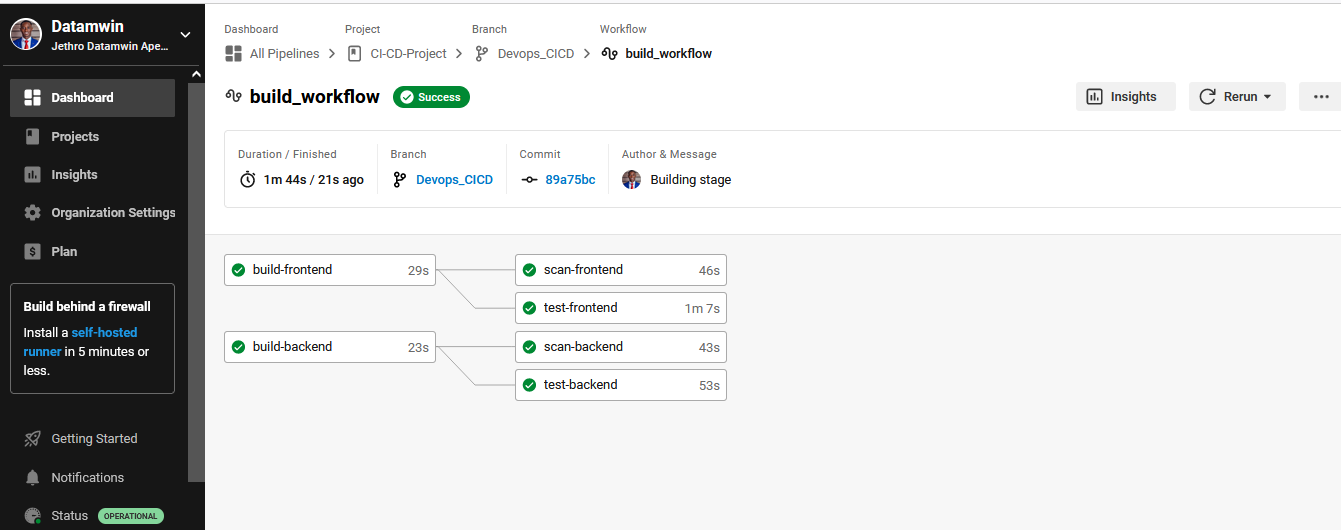 Datamwin
Jethro Datamwin Ape...
Dashboard
Projects
Insights
Organization Settings
Plan
Build behind a firewall
Install a self-hosted
runner in 5 minutes or
less.
Getting Started
Notifications
Status OPERATIONAL
Dashboard Project Branch Workflow
All Pipelines CI-CD-Project Devops_CICD build_workflow
build_workflow Success Insights Rerun
Duration / Finished Branch Commit Author & Message
1m 44s / 21s ago Devops_CICD 89a75bc Building stage
build-frontend 29s scan-frontend 46s
test-frontend 1m 7s
build-backend 23s scan-backend 43s
test-backend 53s